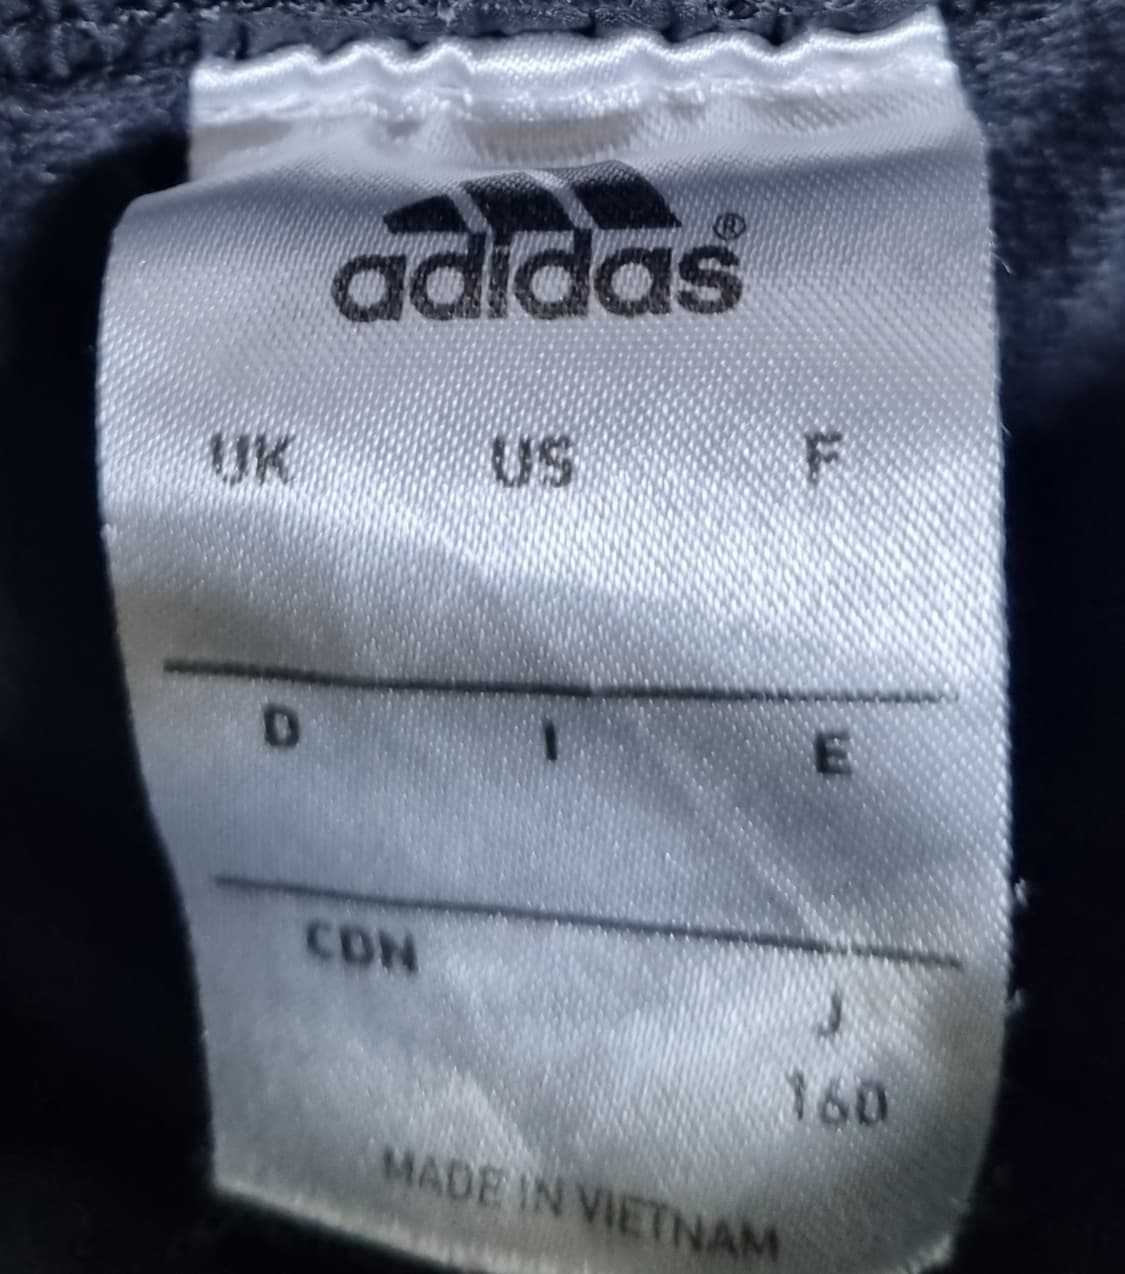 adidas®
UK US F
D I E
CDN J
160
MADE IN VIETNAM